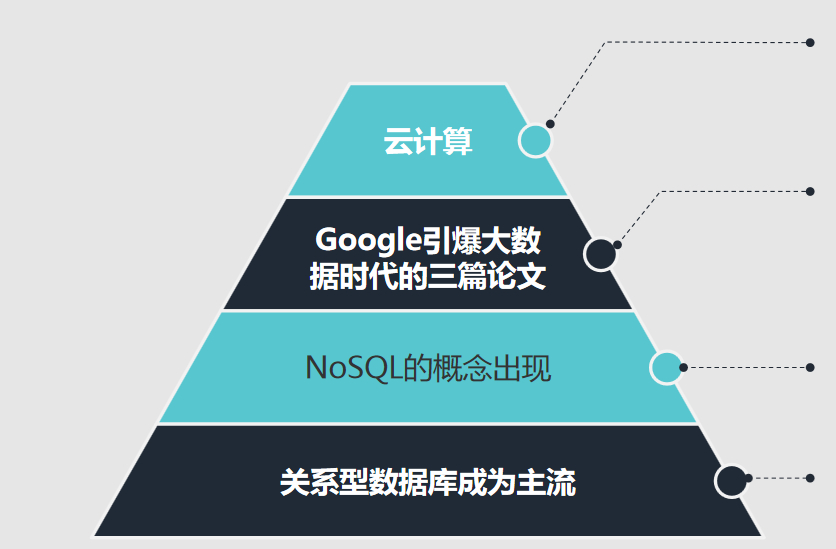 云计算
Google引爆大数
据时代的三篇论文
NoSQL的概念出现
关系型数据库成为主流